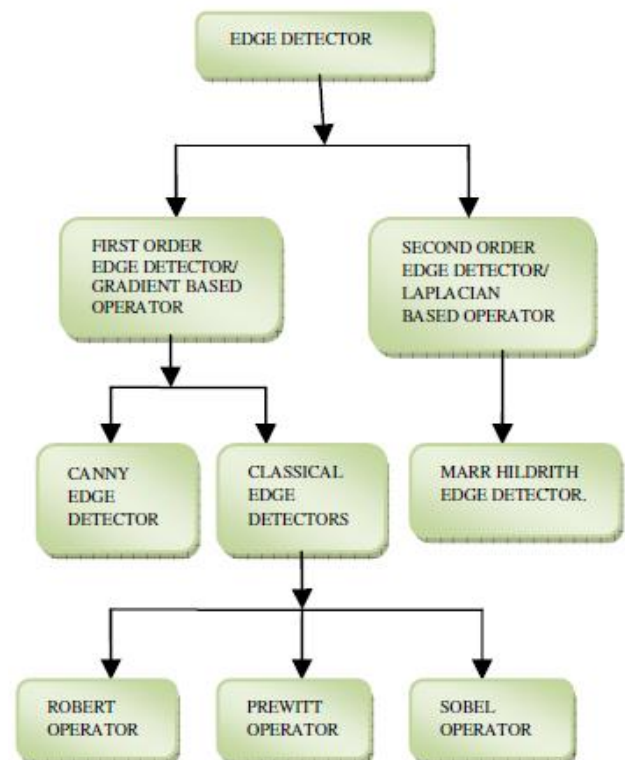 EDGE DETECTOR
FIRST ORDER
EDGE DETECTOR/
GRADIENT BASED
OPERATOR
SECOND ORDER
EDGE DETECTOR/
LAPLACIAN
BASED OPERATOR
CANNY
EDGE
DETECTOR
CLASSICAL
EDGE
DETECTORS
MARR HILDRITH
EDGE DETECTOR.
ROBERT
OPERATOR
PREWITT
OPERATOR
SOBEL
OPERATOR